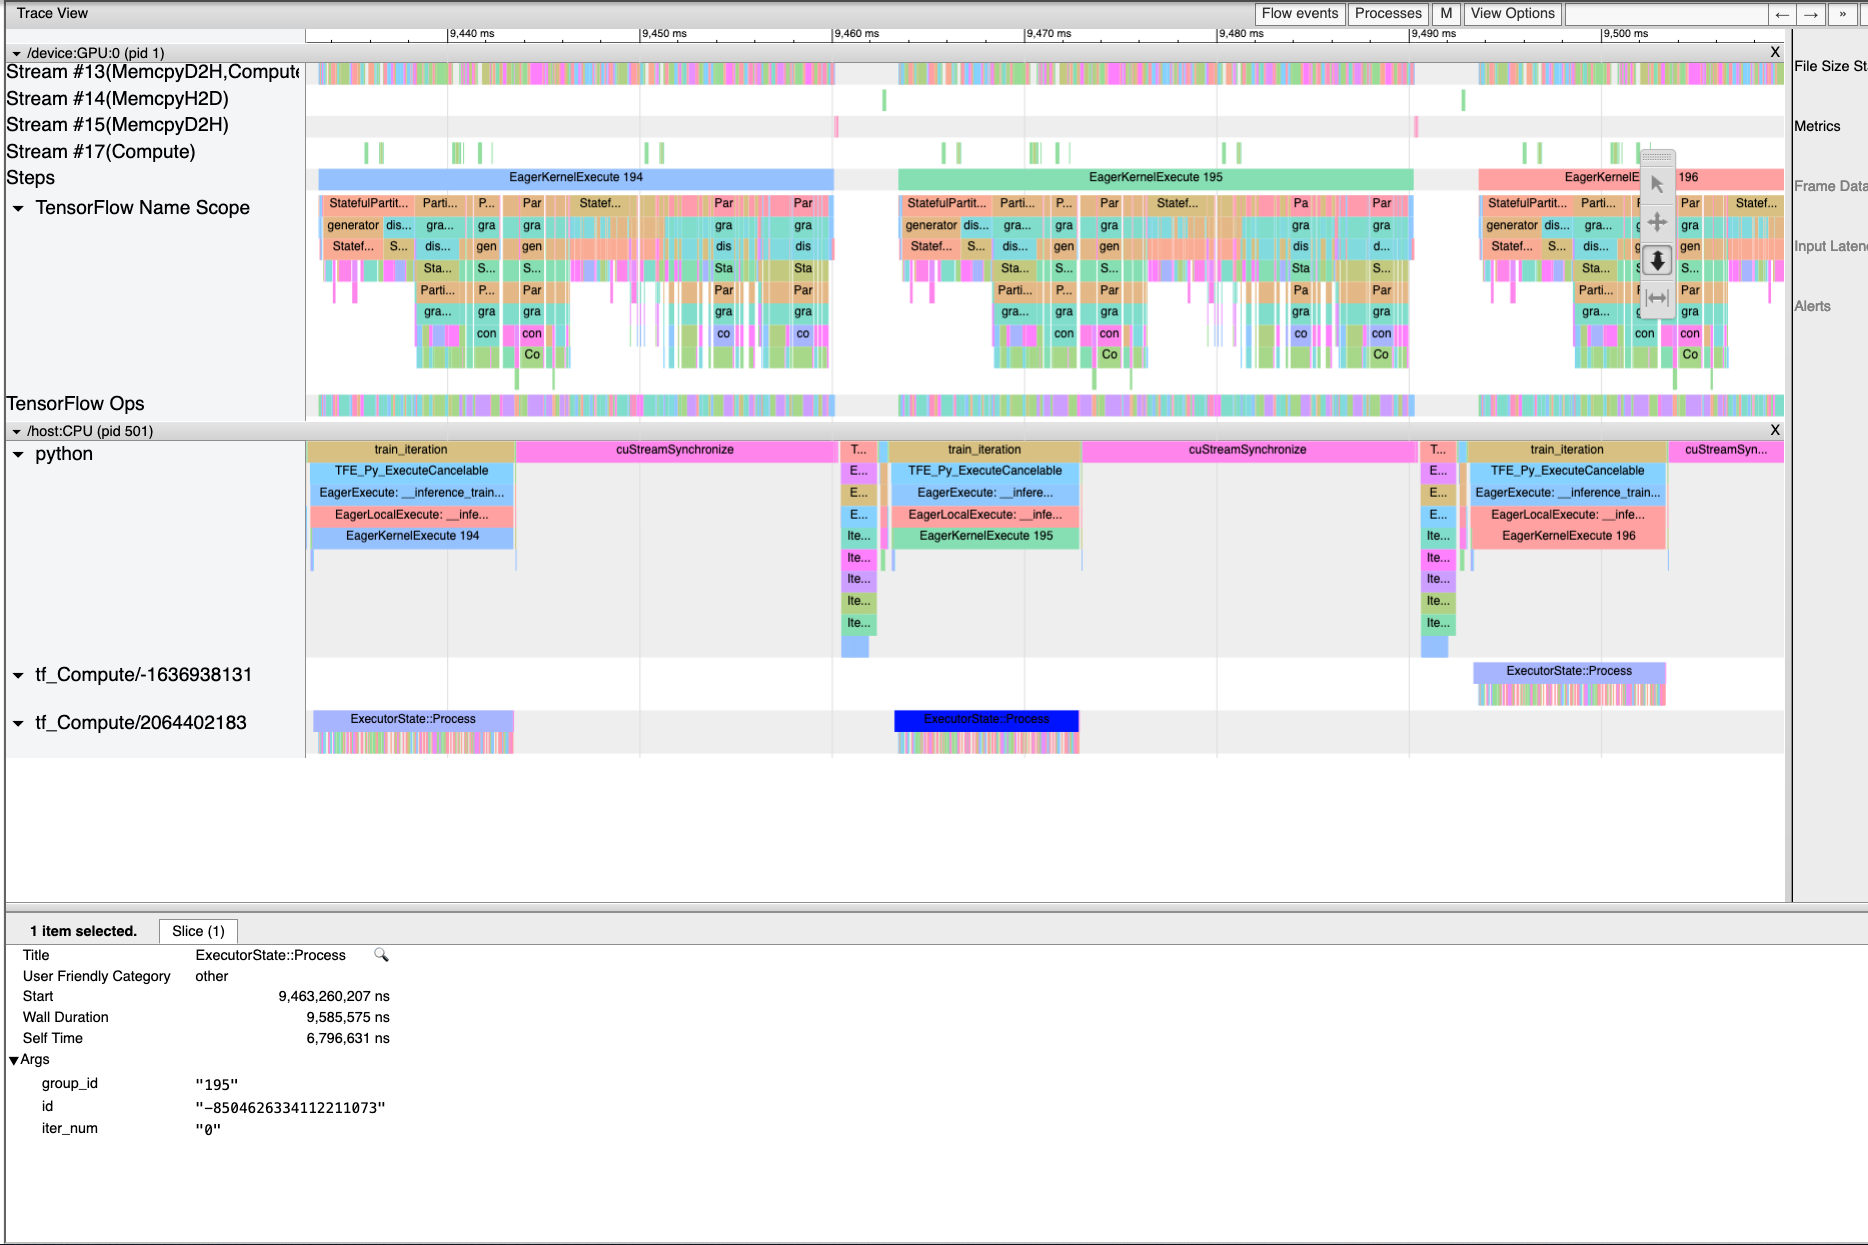 Trace View
Flow events Processes M View Options ← → »
9,440 ms 9,450 ms 9,460 ms 9,470 ms 9,480 ms 9,490 ms 9,500 ms
/device:GPU:0 (pid 1) X
Stream #13(MemcpyD2H,Compute
File Size St
Stream #14(MemcpyH2D)
Stream #15(MemcpyD2H)
Metrics
Stream #17(Compute)
Steps EagerKernelExecute 194 EagerKernelExecute 195 EagerKernelE 196
Frame Data
TensorFlow Name Scope StatefulPartit... Parti... P... Par Statef... Par Par StatefulPartit... Parti... P... Par Statef... Pa Par StatefulPartit... Parti... Par Statef...
generator dis... gra... gra gra gra gra generator dis... gra... gra gra gra gra generator dis... gra... gra
Statef... S... dis... gen gen dis dis Statef... S... dis... gen gen dis d... Statef... S... dis... gen
Input Laten
Sta... S... S... Sta Sta Sta... S... S... Sta S... Sta... S...
Parti... P... Par Par Par Parti... P... Par Pa Par Parti... Par
Alerts
gra... gra gra gra gra gra... gra gra gra gra gra... gra
con con co co con con co con con con
Co Co Co Co
TensorFlow Ops
/host:CPU (pid 501) X
python train_iteration cuStreamSynchronize T... train_iteration cuStreamSynchronize T... train_iteration cuStreamSyn...
TFE_Py_ExecuteCancelable E... TFE_Py_ExecuteCancelable E... TFE_Py_ExecuteCancelable
EagerExecute: __inference_train... E... EagerExecute: __infere... E... EagerExecute: __inference_train...
EagerLocalExecute: __infe... E... EagerLocalExecute: __infe... E... EagerLocalExecute: __infe...
EagerKernelExecute 194 Ite... EagerKernelExecute 195 Ite... EagerKernelExecute 196
Ite... Ite...
Ite... Ite...
Ite... Ite...
Ite... Ite...
tf_Compute/-1636938131 ExecutorState::Process
tf_Compute/2064402183 ExecutorState::Process ExecutorState::Process
1 item selected. Slice (1)
Title ExecutorState::Process
User Friendly Category other
Start 9,463,260,207 ns
Wall Duration 9,585,575 ns
Self Time 6,796,631 ns
Args
group_id "195"
id "-8504626334112211073"
iter_num "0"